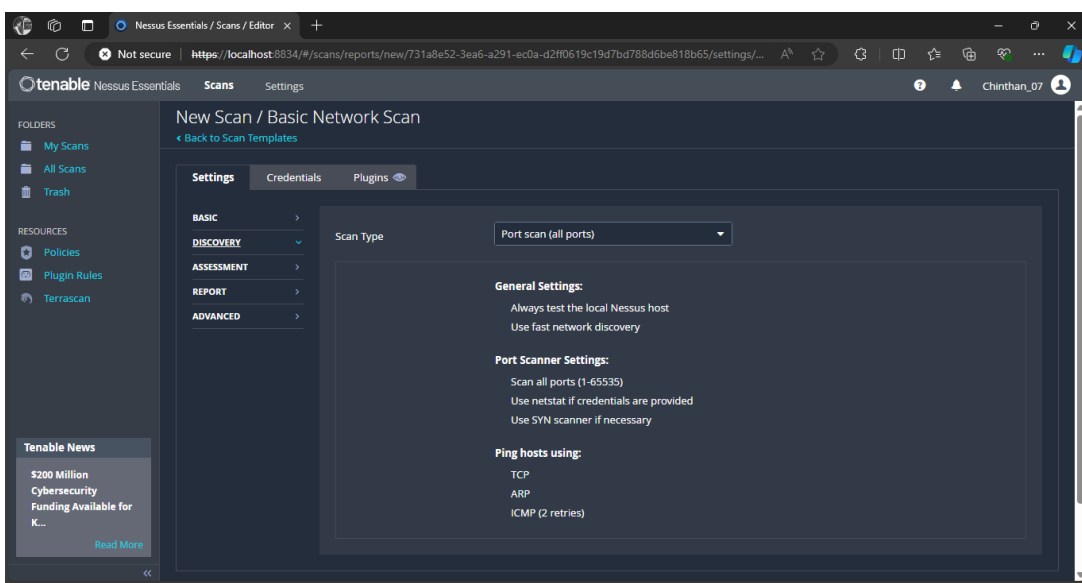 Nessus Essentials / Scans / Editor
Not secure https://localhost:8834/#/scans/reports/new/731a8e52-3ea6-a291-ec0a-d2ff0619c19d7bd788d6be818b65/settings/...
tenable Nessus Essentials Scans Settings Chinthan_07
FOLDERS
My Scans
All Scans
Trash
RESOURCES
Policies
Plugin Rules
Terrascan
Tenable News
$200 Million
Cybersecurity
Funding Available for
K...
Read More
New Scan / Basic Network Scan
Back to Scan Templates
Settings Credentials Plugins
BASIC
DISCOVERY
ASSESSMENT
REPORT
ADVANCED
Scan Type Port scan (all ports)
General Settings:
Always test the local Nessus host
Use fast network discovery
Port Scanner Settings:
Scan all ports (1-65535)
Use netstat if credentials are provided
Use SYN scanner if necessary
Ping hosts using:
TCP
ARP
ICMP (2 retries)